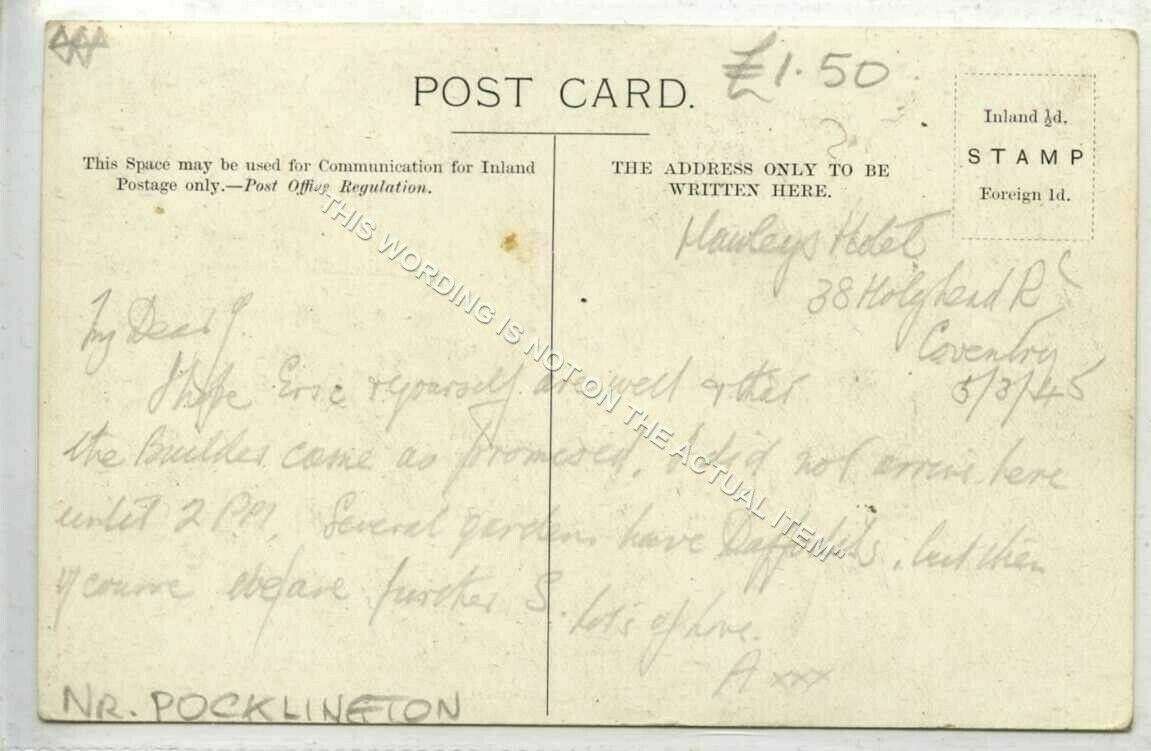 £1.50
POST CARD.
Inland ½d.
STAMP
Foreign 1d.
This Space may be used for Communication for Inland
Postage only.—Post Office Regulation.
THE ADDRESS ONLY TO BE
WRITTEN HERE.
Hotel
38 Holyhead Rd
Coventry
5/3/45
My Dear
I hope Eric & yourself are well & that
the Builders came as promised. I did not arrive here
until 2 PM. Several gardens have Daffodils, but then
of course we are further S. Lots of Love.
A xxx
NR. POCKLINGTON
THIS WORDING IS NOT ON THE ACTUAL ITEM"